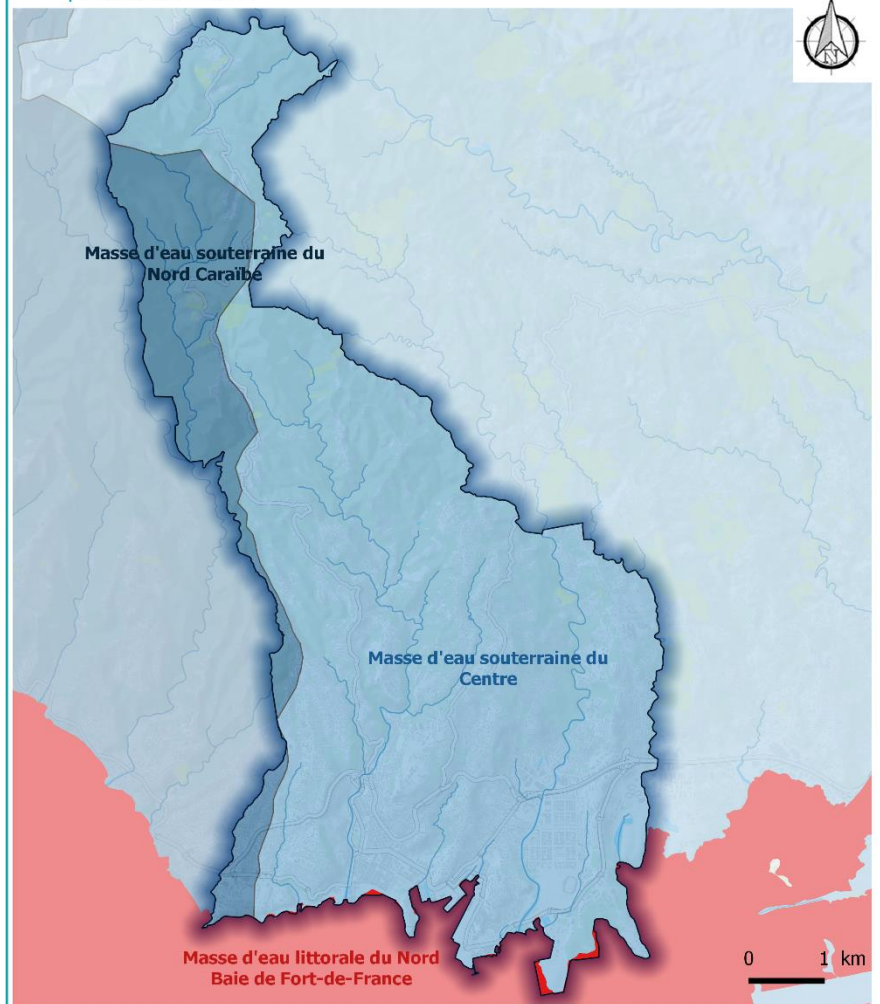 N
Masse d'eau souterraine du
Nord Caraïbe
Masse d'eau souterraine du
Centre
Masse d'eau littorale du Nord
Baie de Fort-de-France
0 1 km